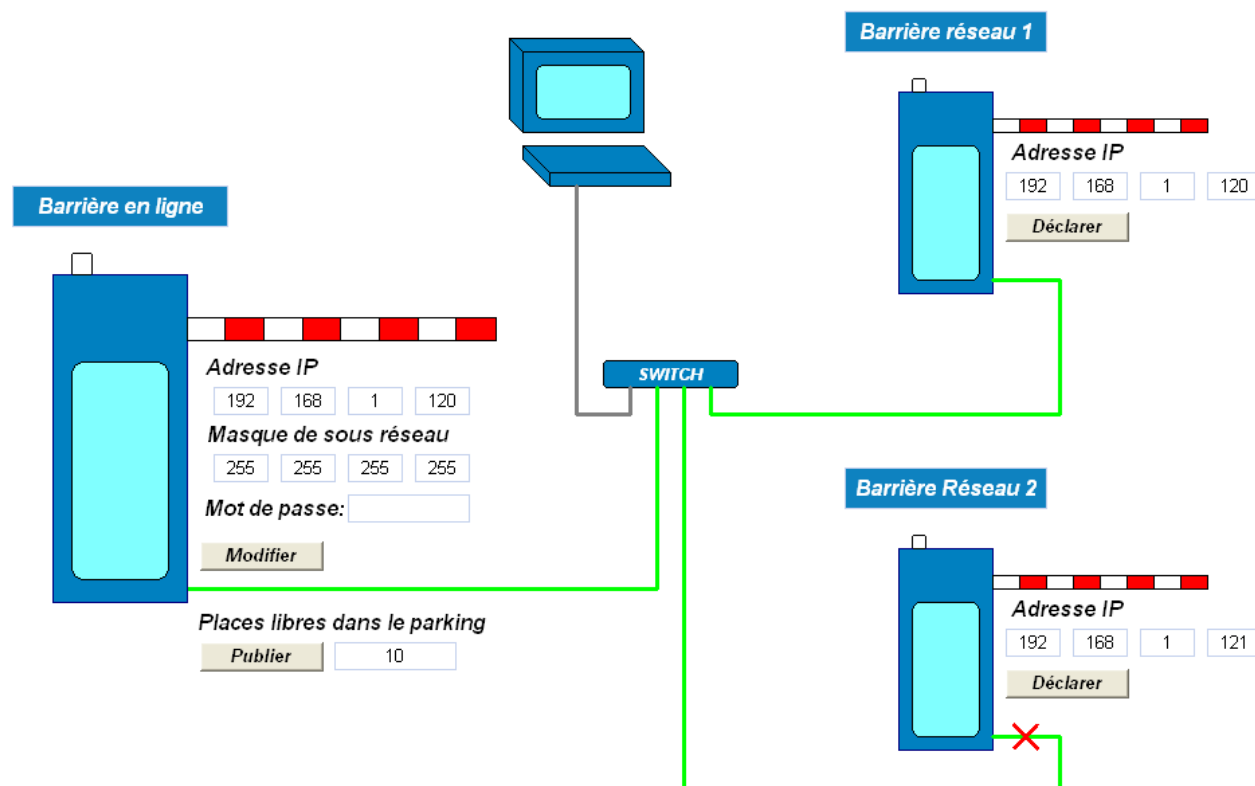 Barrière réseau 1
Adresse IP
192 168 1 120
Déclarer
Barrière en ligne
Adresse IP
192 168 1 120
Masque de sous réseau
255 255 255 255
Mot de passe:
Modifier
Places libres dans le parking
Publier 10
SWITCH
Barrière Réseau 2
Adresse IP
192 168 1 121
Déclarer